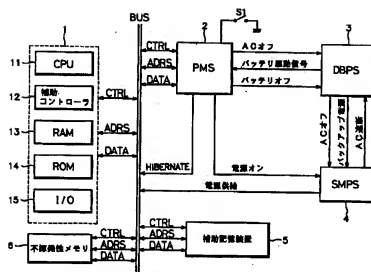 BUS
1
2
S1
3
11
CPU
CTRL
ADRS
DATA
PMS
ACオフ
バッテリ駆動信号
バッテリオフ
DBPS
12
補助
コントローラ
CTRL
13
RAM
ADRS
14
ROM
DATA
HIBERNATE
電源オン
ACオフ
バックアップ電源
AC電源
15
I/O
電源供給
SMPS
4
6
不揮発性メモリ
CTRL
ADRS
DATA
CTRL
ADRS
DATA
補助記憶装置
5